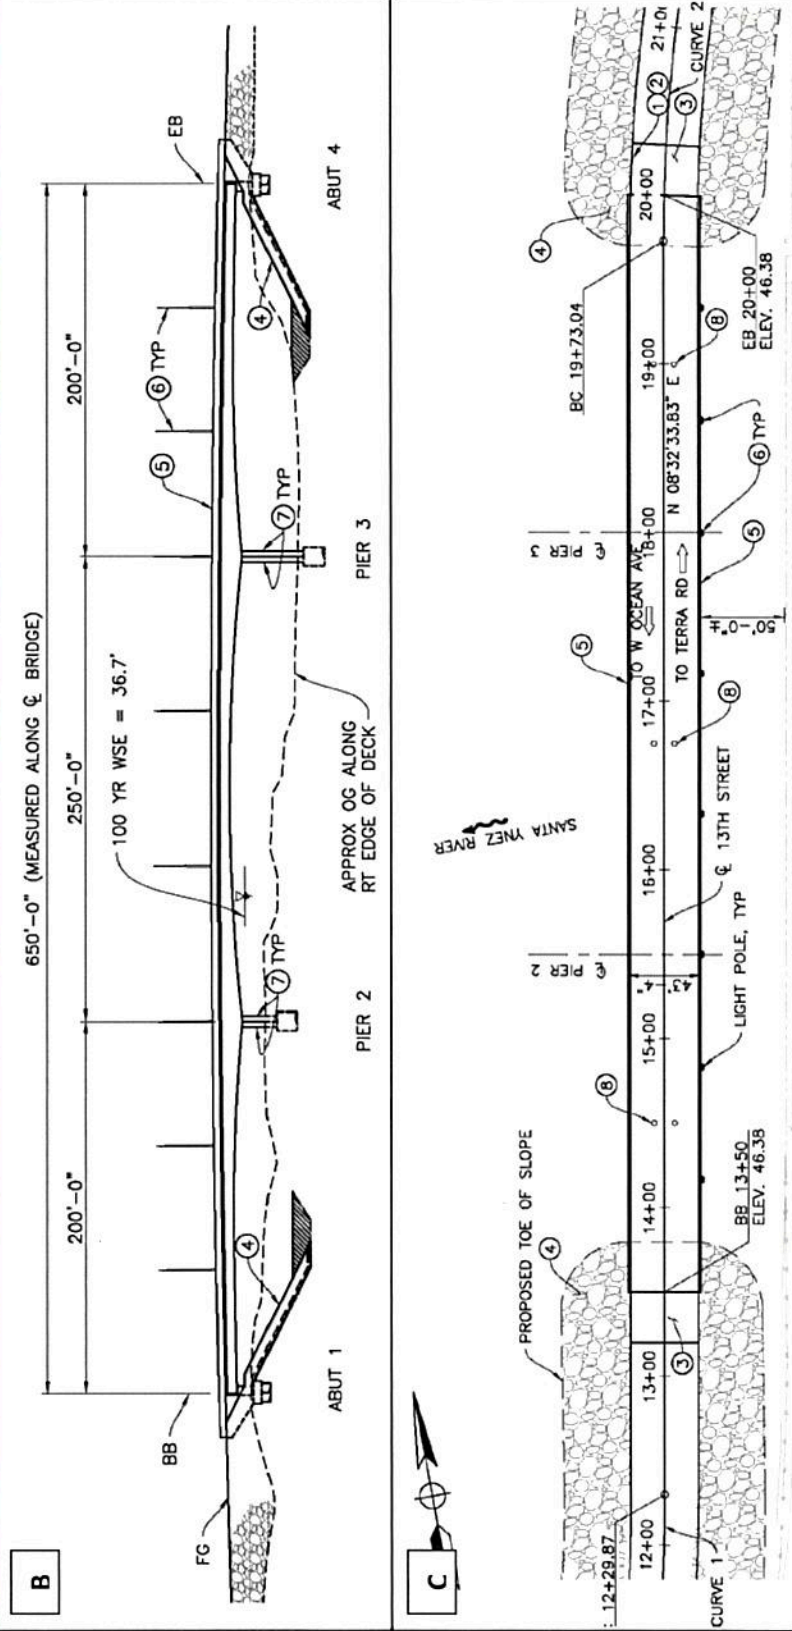 B
650'-0" (MEASURED ALONG ℄ BRIDGE)
200'-0"
250'-0"
200'-0"
BB
EB
FG
100 YR WSE = 36.7'
5
6 TYP
4
4
7 TYP
7 TYP
APPROX OG ALONG
RT EDGE OF DECK
ABUT 1
PIER 2
PIER 3
ABUT 4
C
: 12+29.87
CURVE 1
PROPOSED TOE OF SLOPE
4
3
BB 13+50
ELEV. 46.38
8
SANTA YNEZ RIVER
℄ PIER 2
43'-4"
LIGHT POLE, TYP
℄ 13TH STREET
8
5
TO W OCEAN AVE
TO TERRA RD
℄ PIER 3
N 08°32'33.83" E
5
6 TYP
50'-0"±
8
BC 19+73.04
EB 20+00
ELEV. 46.38
4
1 2
3
CURVE 2
12+00
13+00
14+00
15+00
16+00
17+00
18+00
19+00
20+00
21+0